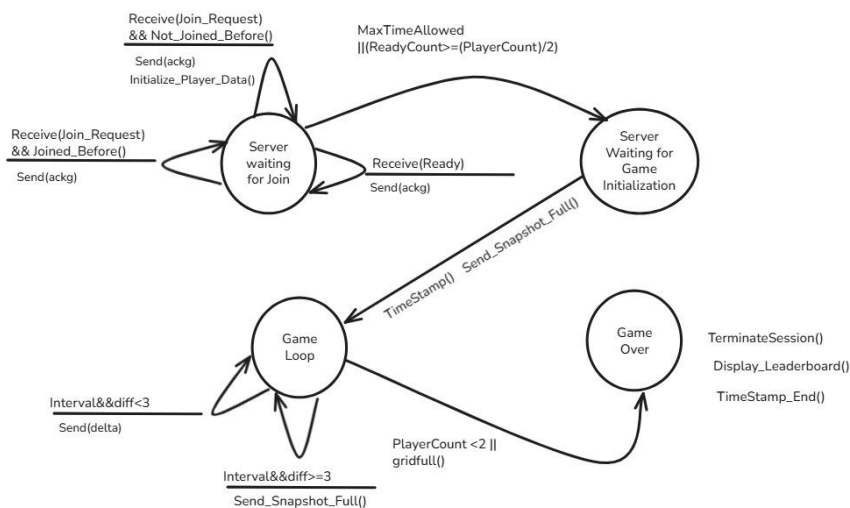 Receive(Join_Request)
&& Not_Joined_Before()
Send(ackg)
Initialize_Player_Data()
MaxTimeAllowed
||(ReadyCount>=(PlayerCount)/2)
Receive(Join_Request)
&& Joined_Before()
Send(ackg)
Server
waiting
for Join
Receive(Ready)
Send(ackg)
Server
Waiting for
Game
Initialization
TimeStamp() Send_Snapshot_Full()
Game
Loop
Game
Over
TerminateSession()
Display_Leaderboard()
TimeStamp_End()
Interval&&diff<3
Send(delta)
PlayerCount <2 ||
gridfull()
Interval&&diff>=3
Send_Snapshot_Full()